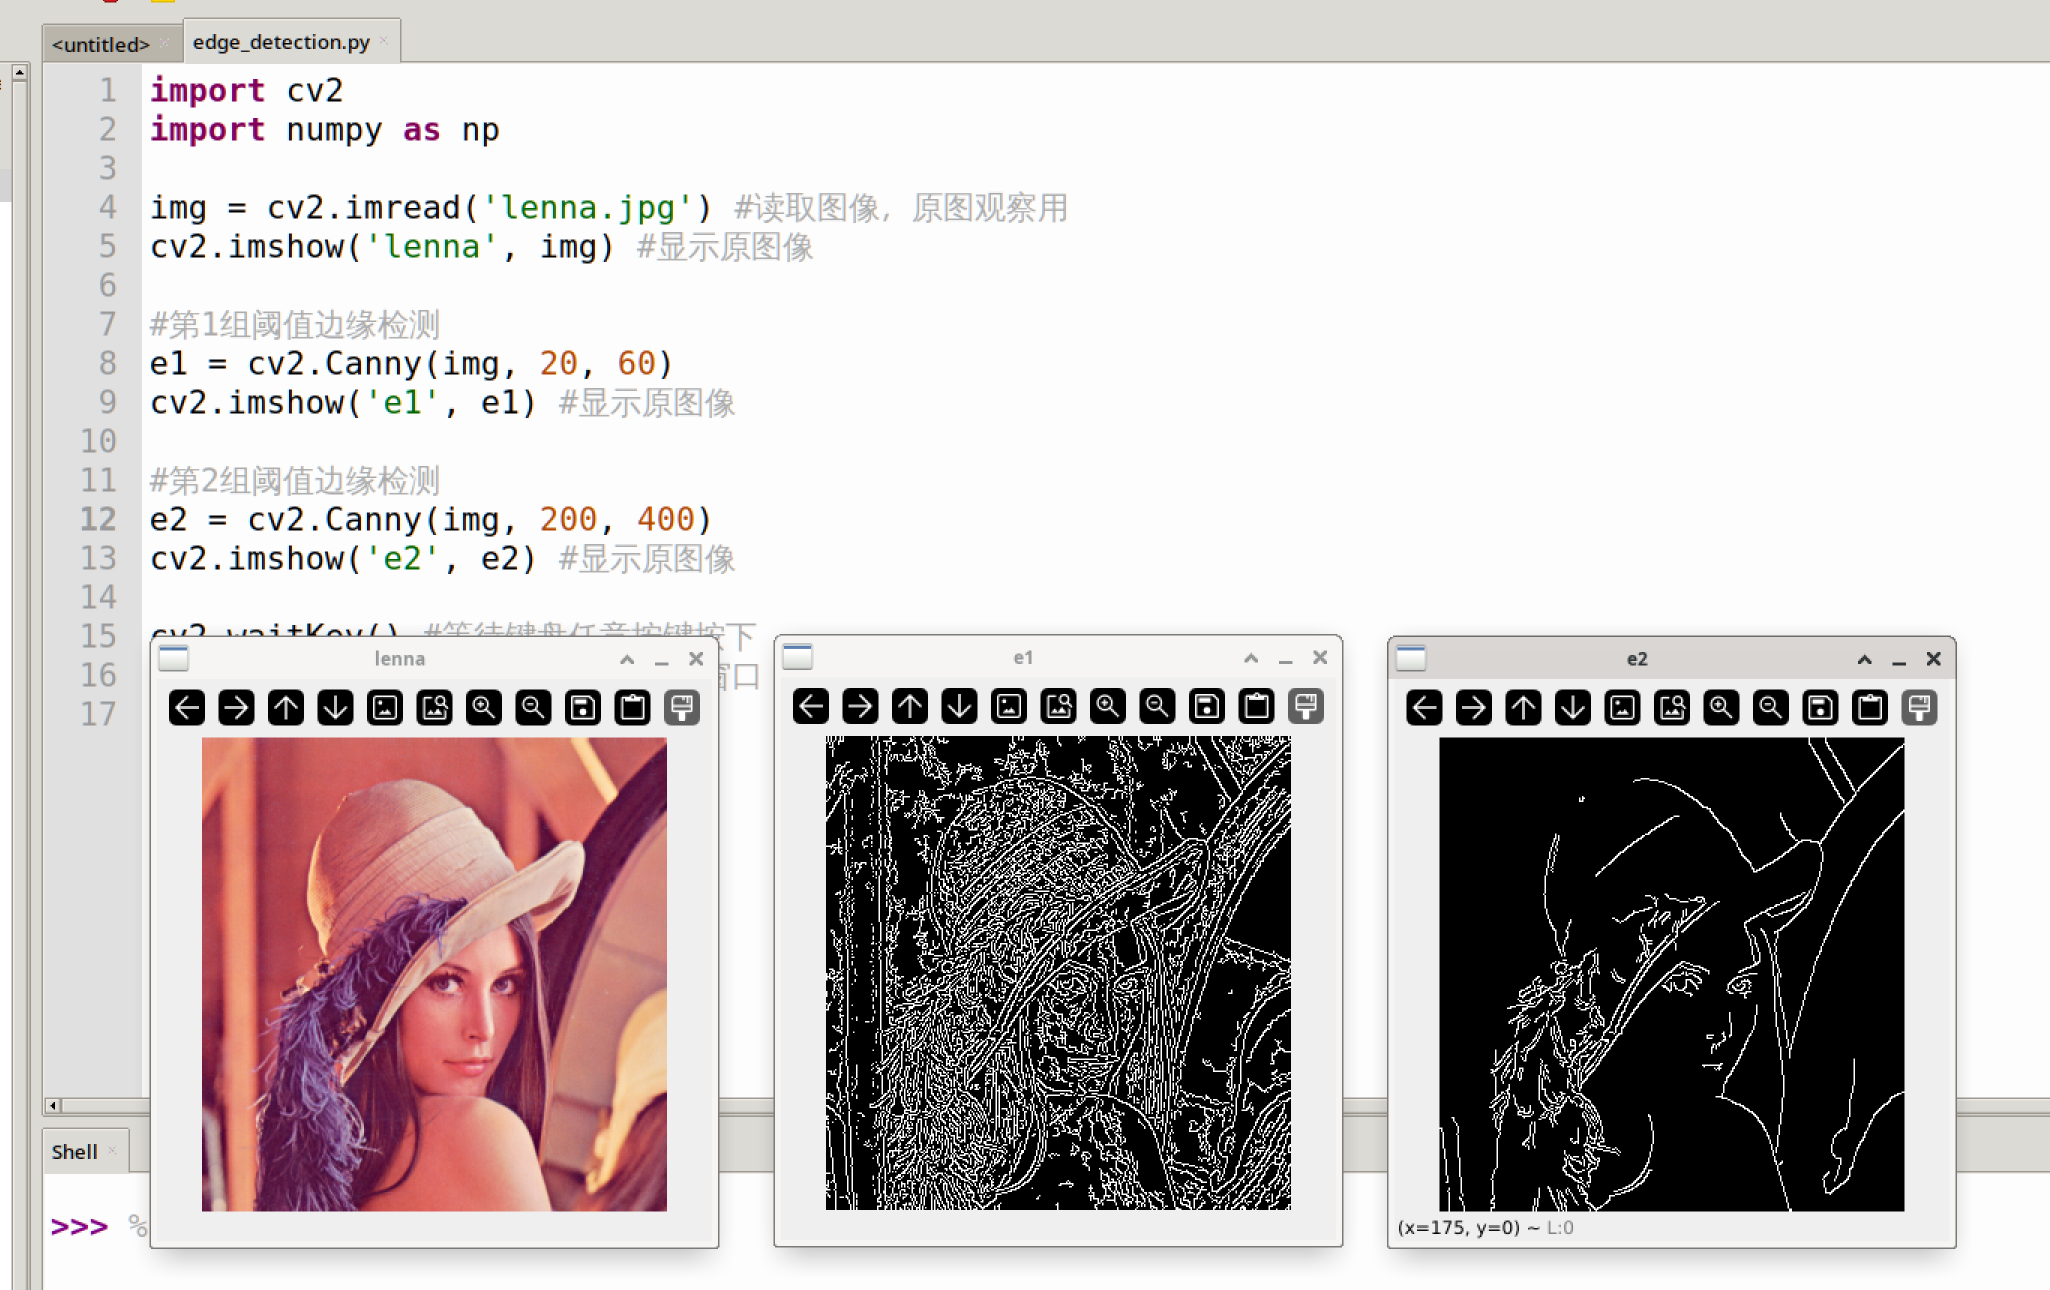 <untitled>
edge_detection.py
1 import cv2
2 import numpy as np
3
4 img = cv2.imread('lenna.jpg') #读取图像, 原图观察用
5 cv2.imshow('lenna', img) #显示原图像
6
7 #第1组阈值边缘检测
8 e1 = cv2.Canny(img, 20, 60)
9 cv2.imshow('e1', e1) #显示原图像
10
11 #第2组阈值边缘检测
12 e2 = cv2.Canny(img, 200, 400)
13 cv2.imshow('e2', e2) #显示原图像
14
15 cv2.waitKey() #等待键盘任意按键按下
16 窗口
17
lenna
e1
e2
(x=175, y=0) ~ L:0
Shell
>>> %